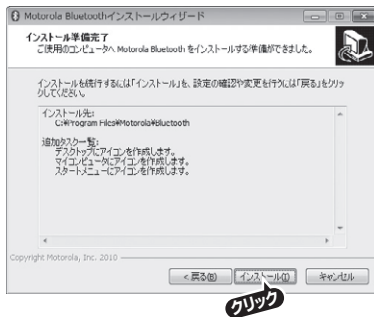 Motorola Bluetoothインストールウィザード
インストール準備完了
ご使用のコンピュータへ Motorola Bluetooth をインストールする準備ができました。
インストールを続行するには「インストール」を、設定の確認や変更を行うには「戻る」をクリッ
クしてください。
インストール先:
C:¥Program Files¥Motorola¥Bluetooth
追加タスク一覧:
デスクトップにアイコンを作成します。
マイコンピュータにアイコンを作成します。
スタートメニューにアイコンを作成します。
Copyright Motorola, Inc. 2010
< 戻る(B) インストール(I) キャンセル
クリック